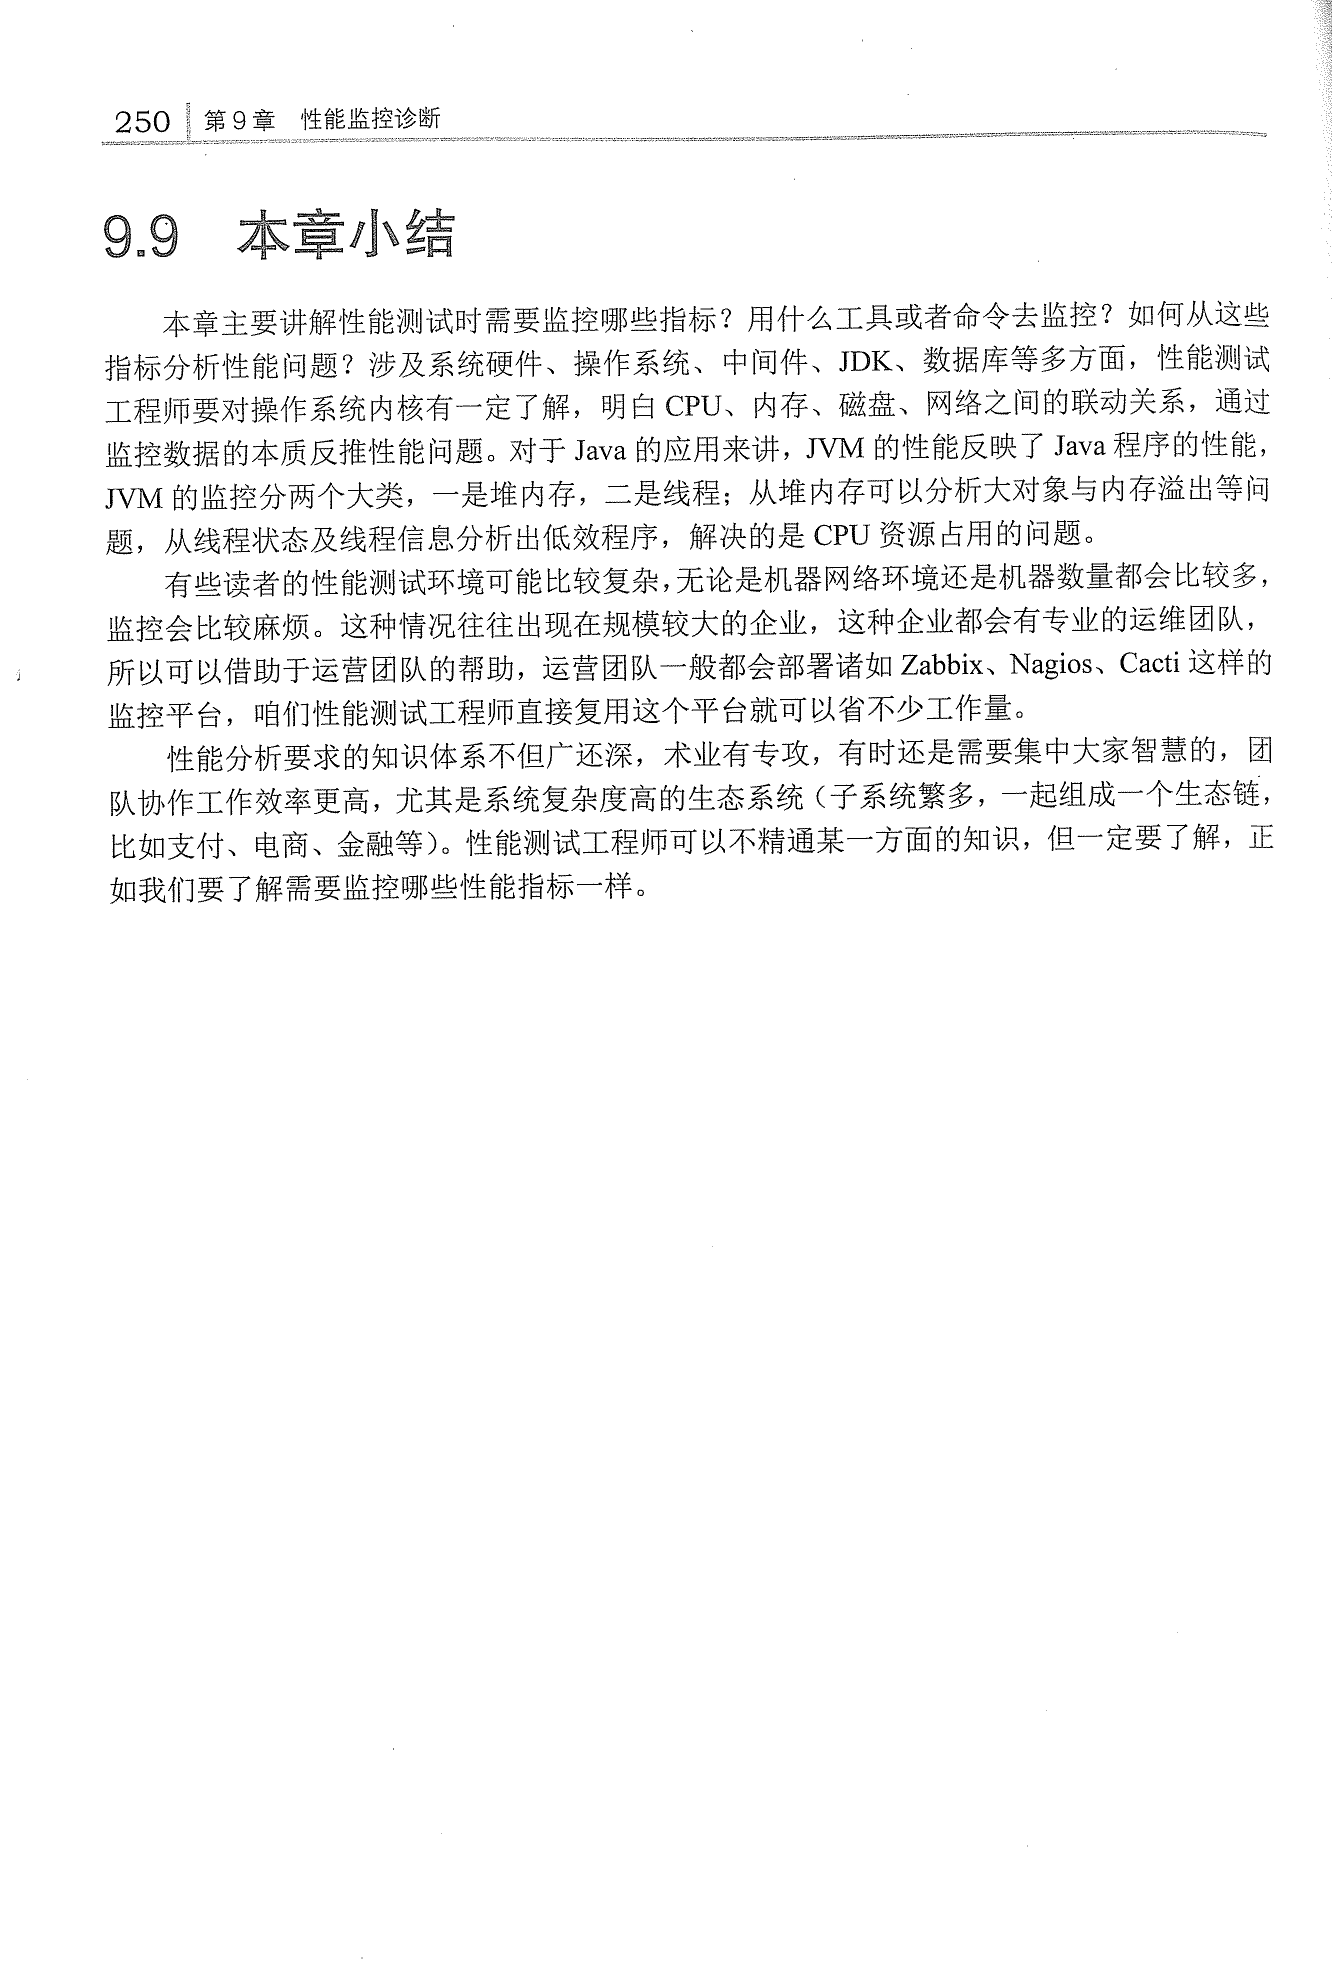 250 第9章 性能监控诊断
9.9 本章小结
本章主要讲解性能测试时需要监控哪些指标？用什么工具或者命令去监控？如何从这些
指标分析性能问题？涉及系统硬件、操作系统、中间件、JDK、数据库等多方面，性能测试
工程师要对操作系统内核有一定了解，明白 CPU、内存、磁盘、网络之间的联动关系，通过
监控数据的本质反推性能问题。对于 Java 的应用来讲，JVM 的性能反映了 Java 程序的性能，
JVM 的监控分两个大类，一是堆内存，二是线程；从堆内存可以分析大对象与内存溢出等问
题，从线程状态及线程信息分析出低效程序，解决的是 CPU 资源占用的问题。
有些读者的性能测试环境可能比较复杂，无论是机器网络环境还是机器数量都会比较多，
监控会比较麻烦。这种情况往往出现在规模较大的企业，这种企业都会有专业的运维团队，
所以可以借助于运营团队的帮助，运营团队一般都会部署诸如 Zabbix、Nagios、Cacti 这样的
监控平台，咱们性能测试工程师直接复用这个平台就可以省不少工作量。
性能分析要求的知识体系不但广还深，术业有专攻，有时还是需要集中大家智慧的，团
队协作工作效率更高，尤其是系统复杂度高的生态系统（子系统繁多，一起组成一个生态链，
比如支付、电商、金融等）。性能测试工程师可以不精通某一方面的知识，但一定要了解，正
如我们要了解需要监控哪些性能指标一样。